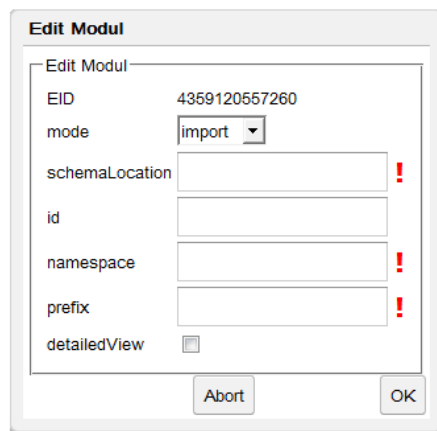 Edit Modul
Edit Modul
EID 4359120557260
mode import
schemaLocation !
id
namespace !
prefix !
detailedView
Abort OK